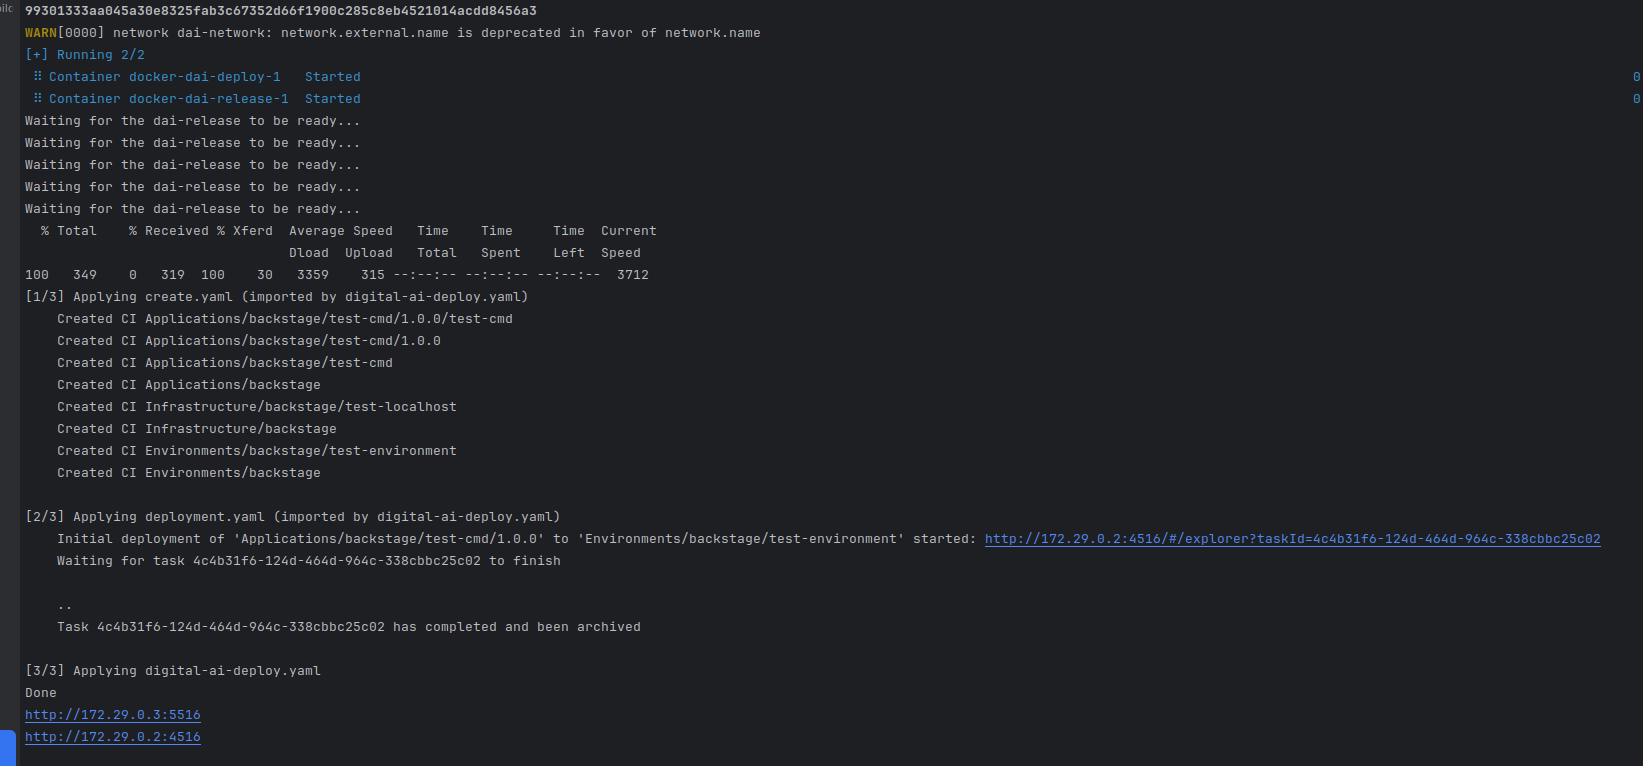 99301333aa045a30e8325fab3c67352d66f1900c285c8eb4521014acdd8456a3
WARN[0000] network dai-network: network.external.name is deprecated in favor of network.name
[+] Running 2/2
⠿ Container docker-dai-deploy-1   Started   0
⠿ Container docker-dai-release-1  Started   0
Waiting for the dai-release to be ready...
Waiting for the dai-release to be ready...
Waiting for the dai-release to be ready...
Waiting for the dai-release to be ready...
Waiting for the dai-release to be ready...
  % Total    % Received % Xferd  Average Speed   Time    Time     Time  Current
                                 Dload  Upload   Total   Spent    Left  Speed
100   349    0   319  100    30   3359    315 --:--:-- --:--:-- --:--:--  3712
[1/3] Applying create.yaml (imported by digital-ai-deploy.yaml)
    Created CI Applications/backstage/test-cmd/1.0.0/test-cmd
    Created CI Applications/backstage/test-cmd/1.0.0
    Created CI Applications/backstage/test-cmd
    Created CI Applications/backstage
    Created CI Infrastructure/backstage/test-localhost
    Created CI Infrastructure/backstage
    Created CI Environments/backstage/test-environment
    Created CI Environments/backstage
[2/3] Applying deployment.yaml (imported by digital-ai-deploy.yaml)
    Initial deployment of 'Applications/backstage/test-cmd/1.0.0' to 'Environments/backstage/test-environment' started: http://172.29.0.2:4516/#/explorer?taskId=4c4b31f6-124d-464d-964c-338cbbc25c02
    Waiting for task 4c4b31f6-124d-464d-964c-338cbbc25c02 to finish
    ..
    Task 4c4b31f6-124d-464d-964c-338cbbc25c02 has completed and been archived
[3/3] Applying digital-ai-deploy.yaml
Done
http://172.29.0.3:5516
http://172.29.0.2:4516